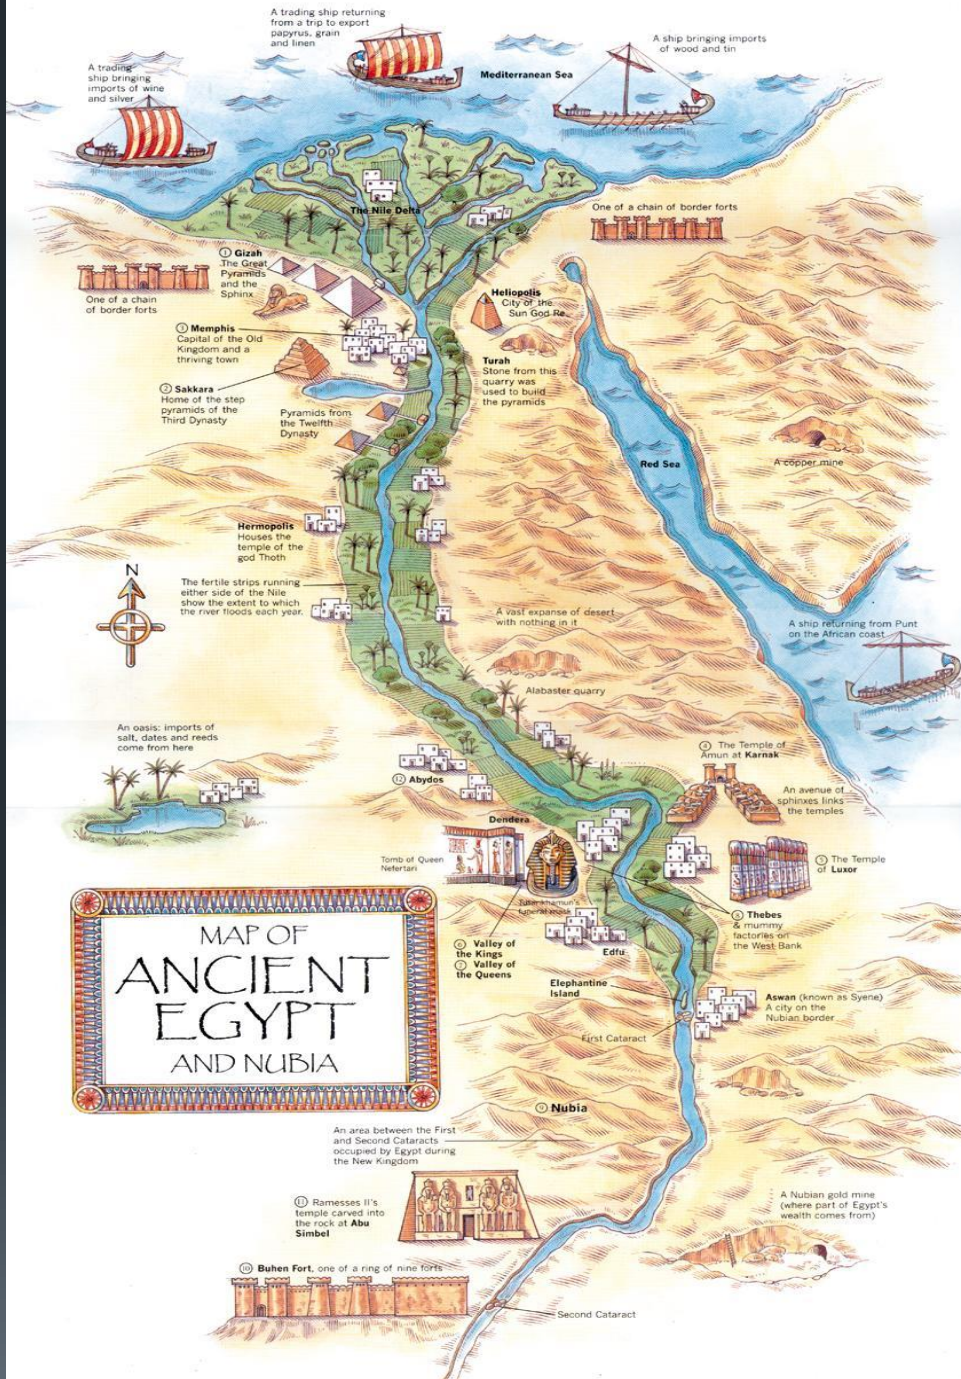 A trading ship returning
from a trip to export
papyrus, grain
and linen
A ship bringing imports
of wood and tin
A trading
ship bringing
imports of wine
and silver
Mediterranean Sea
The Nile Delta
One of a chain of border forts
① Gizah
The Great
Pyramids
and the
Sphinx
One of a chain
of border forts
Heliopolis
City of the
Sun God Re
③ Memphis
Capital of the Old
Kingdom and a
thriving town
Turah
Stone from this
quarry was
used to build
the pyramids
② Sakkara
Home of the step
pyramids of the
Third Dynasty
Pyramids from
the Twelfth
Dynasty
Red Sea
A copper mine
Hermopolis
Houses the
temple of the
god Thoth
N
The fertile strips running
either side of the Nile
show the extent to which
the river floods each year.
A vast expanse of desert
with nothing in it
A ship returning from Punt
on the African coast
Alabaster quarry
An oasis: imports of
salt, dates and reeds
come from here
④ The Temple of
Amun at Karnak
⑫ Abydos
An avenue of
sphinxes links
the temples
Dendera
Tomb of Queen
Nefertari
⑤ The Temple
of Luxor
Tutankhamun's
funeral mask
⑧ Thebes
& mummy
factories on
the West Bank
⑥ Valley of
the Kings
⑦ Valley of
the Queens
Edfu
Elephantine
Island
Aswan (known as Syene)
A city on the
Nubian border
First Cataract
MAP OF
ANCIENT
EGYPT
AND NUBIA
⑨ Nubia
An area between the First
and Second Cataracts
occupied by Egypt during
the New Kingdom
⑪ Ramesses II's
temple carved into
the rock at Abu
Simbel
A Nubian gold mine
(where part of Egypt's
wealth comes from)
⑩ Buhen Fort, one of a ring of nine forts
Second Cataract